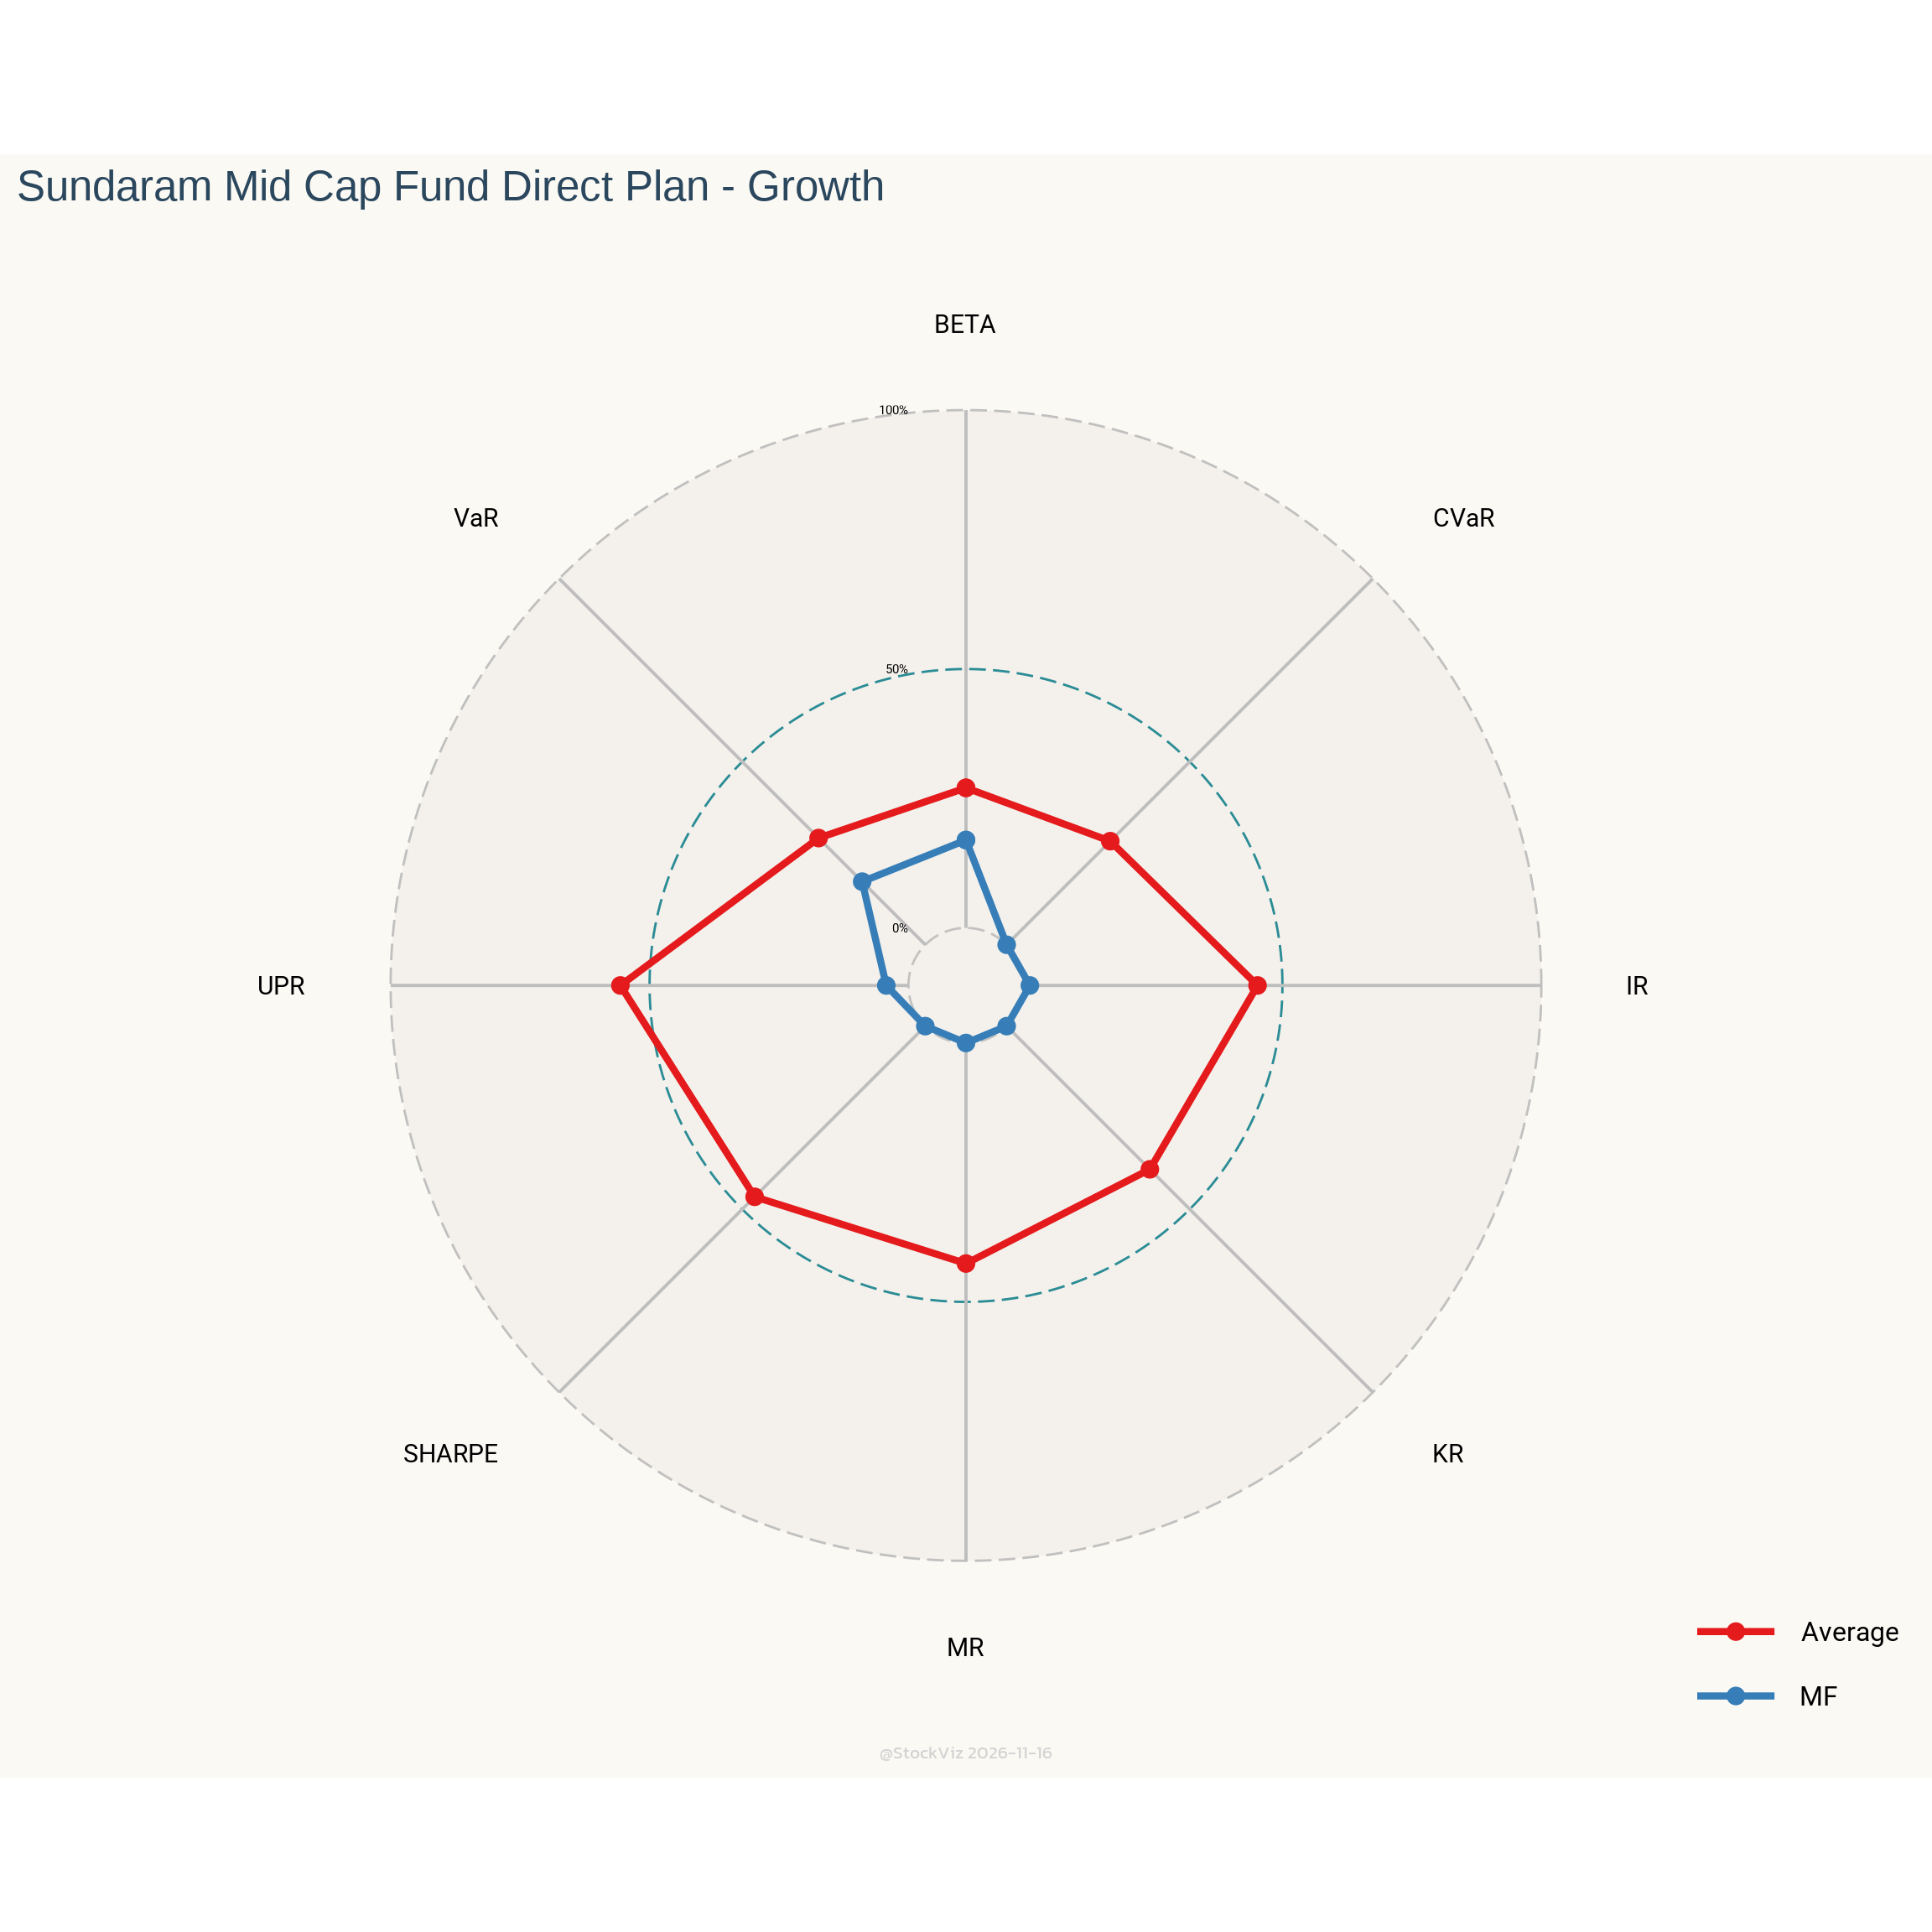 Sundaram Mid Cap Fund Direct Plan - Growth
BETA
100%
VaR
CVaR
50%
0%
UPR
IR
SHARPE
KR
MR
Average
MF
@StockViz 2026-11-16